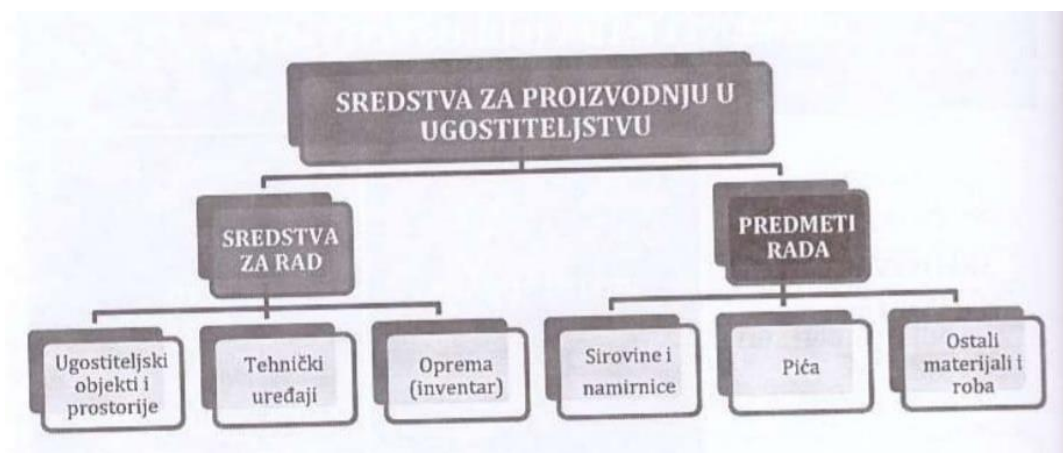 SREDSTVA ZA PROIZVODNJU U
UGOSTITELJSTVU
SREDSTVA
ZA RAD
PREDMETI
RADA
Ugostiteljski
objekti i
prostorije
Tehnički
uređaji
Oprema
(inventar)
Sirovine i
namirnice
Pića
Ostali
materijali i
roba